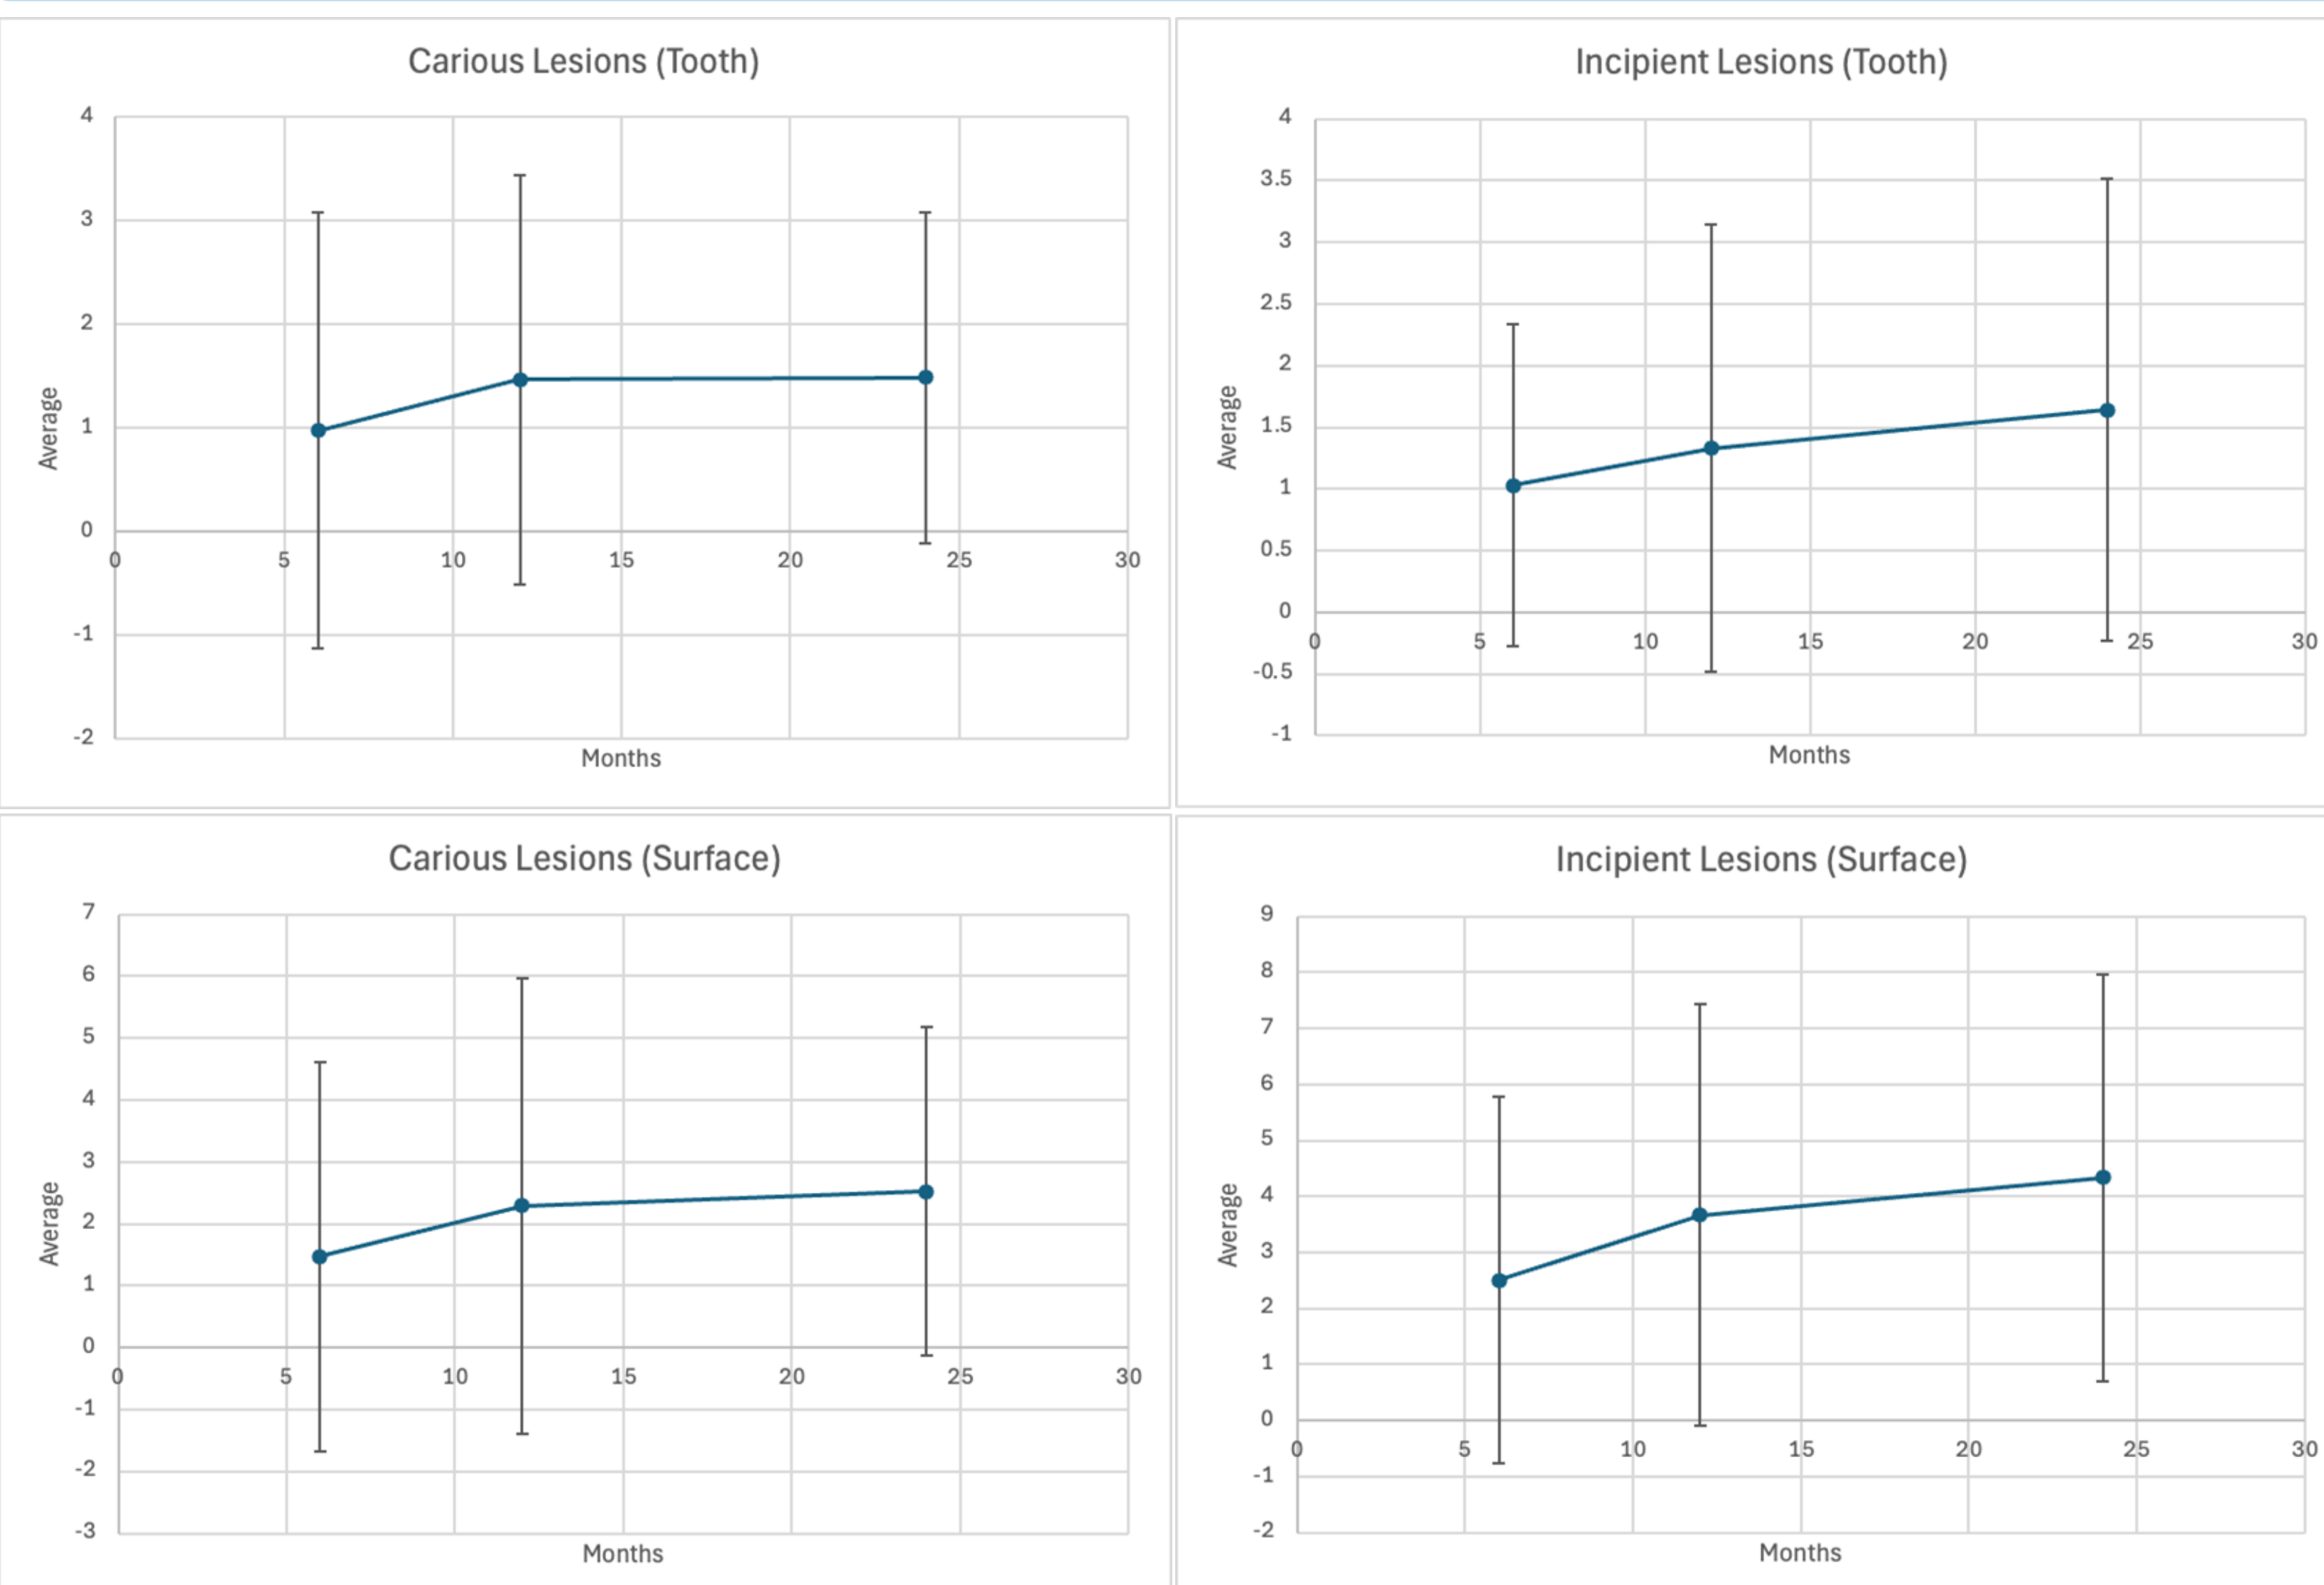 Carious Lesions (Tooth)
4
3
2
1
0
-1
-2
0 5 10 15 20 25 30
Average
Months
Incipient Lesions (Tooth)
4
3.5
3
2.5
2
1.5
1
0.5
0
-0.5
-1
0 5 10 15 20 25 30
Average
Months
Carious Lesions (Surface)
7
6
5
4
3
2
1
0
-1
-2
-3
0 5 10 15 20 25 30
Average
Months
Incipient Lesions (Surface)
9
8
7
6
5
4
3
2
1
0
-1
-2
0 5 10 15 20 25 30
Average
Months